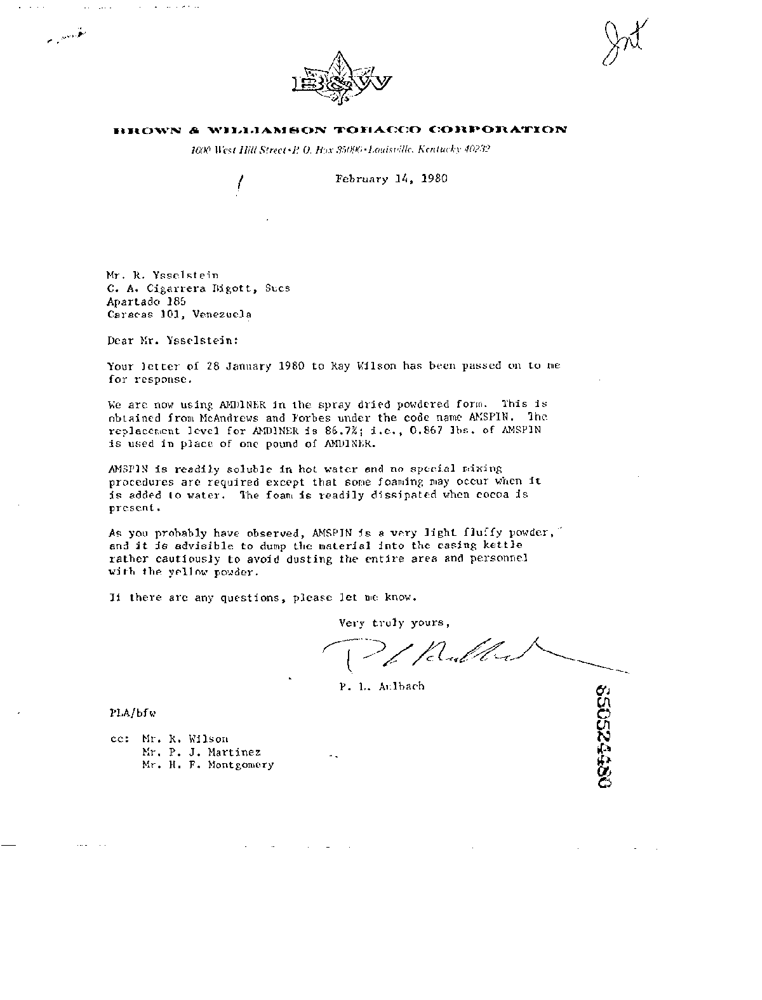 Jnt
B&W
BROWN & WILLIAMSON TOBACCO CORPORATION
1600 West Hill Street • P. O. Box 35090 • Louisville, Kentucky 40232
February 14, 1980
Mr. R. Ysselstein
C. A. Cigarrera Bigott, Sucs
Apartado 186
Caracas 101, Venezuela
Dear Mr. Ysselstein:
Your letter of 28 January 1980 to Ray Wilson has been passed on to me
for response.
We are now using AMDINER in the spray dried powdered form. This is
obtained from McAndrews and Forbes under the code name AMSPIN. The
replacement level for AMDINER is 86.7%; i.e., 0.867 lbs. of AMSPIN
is used in place of one pound of AMDINER.
AMSPIN is readily soluble in hot water and no special mixing
procedures are required except that some foaming may occur when it
is added to water. The foam is readily dissipated when cocoa is
present.
As you probably have observed, AMSPIN is a very light fluffy powder,
and it is advisible to dump the material into the casing kettle
rather cautiously to avoid dusting the entire area and personnel
with the yellow powder.
If there are any questions, please let me know.
Very truly yours,
P L Aulbach
P. L. Aulbach
PLA/bfw
cc: Mr. R. Wilson
Mr. P. J. Martinez
Mr. H. F. Montgomery
650524480